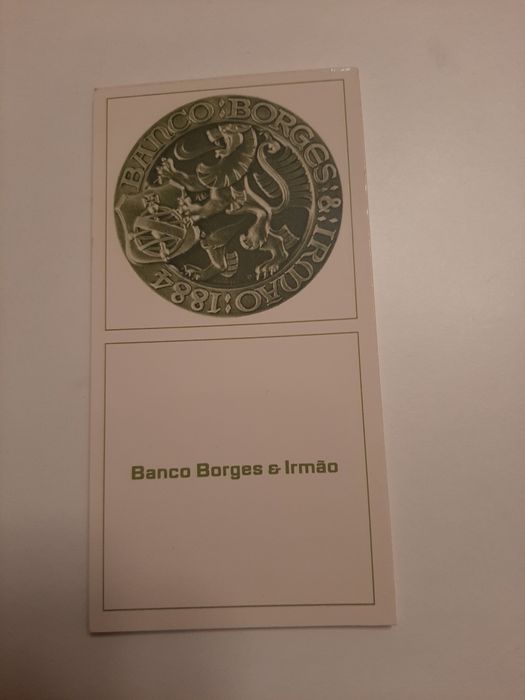 BANCO:BORGES:&:IRMÃO:1884
Banco Borges & Irmão